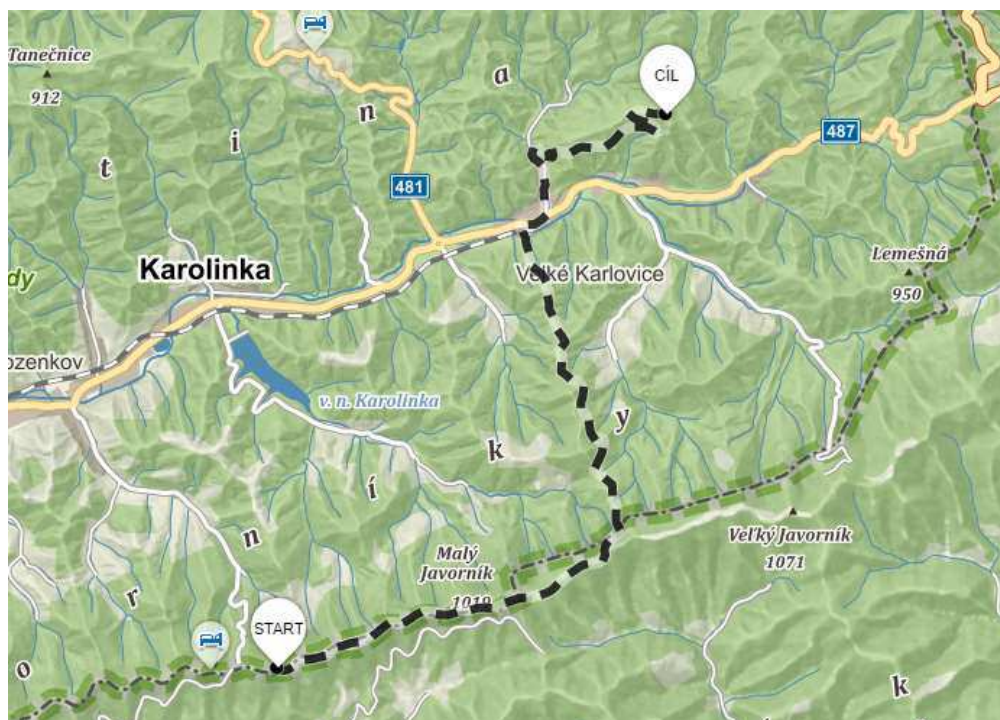 Tanečnice
912
CÍL
a
n
i
t
487
481
Lemešná
950
Karolinka
Velké Karlovice
dy
ozenkov
v. n. Karolinka
y
k
í
n
r
o
Malý
Javorník
1019
Veľký Javorník
1071
START
k